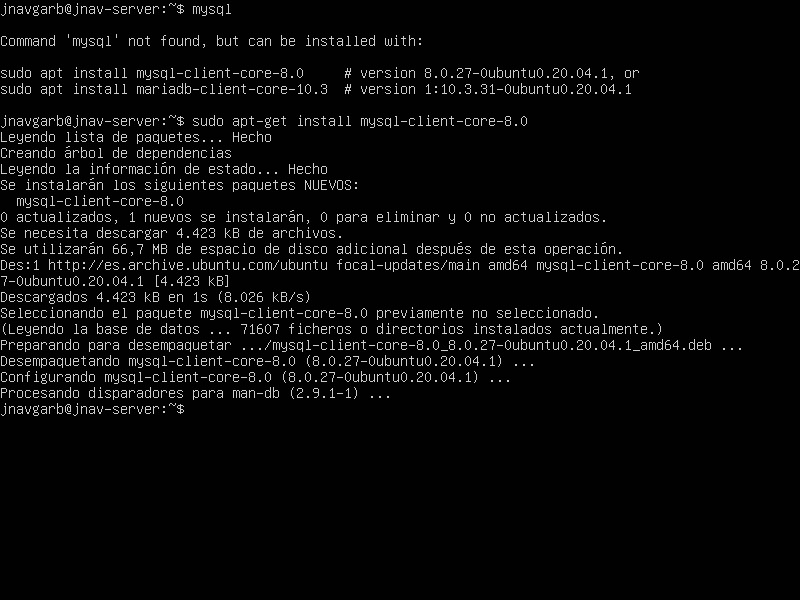 jnavgarb@jnav-server:~$ mysql
Command 'mysql' not found, but can be installed with:
sudo apt install mysql-client-core-8.0     # version 8.0.27-0ubuntu0.20.04.1, or
sudo apt install mariadb-client-core-10.3  # version 1:10.3.31-0ubuntu0.20.04.1
jnavgarb@jnav-server:~$ sudo apt-get install mysql-client-core-8.0
Leyendo lista de paquetes... Hecho
Creando árbol de dependencias
Leyendo la información de estado... Hecho
Se instalarán los siguientes paquetes NUEVOS:
  mysql-client-core-8.0
0 actualizados, 1 nuevos se instalarán, 0 para eliminar y 0 no actualizados.
Se necesita descargar 4.423 kB de archivos.
Se utilizarán 66,7 MB de espacio de disco adicional después de esta operación.
Des:1 http://es.archive.ubuntu.com/ubuntu focal-updates/main amd64 mysql-client-core-8.0 amd64 8.0.2
7-0ubuntu0.20.04.1 [4.423 kB]
Descargados 4.423 kB en 1s (8.026 kB/s)
Seleccionando el paquete mysql-client-core-8.0 previamente no seleccionado.
(Leyendo la base de datos ... 71607 ficheros o directorios instalados actualmente.)
Preparando para desempaquetar .../mysql-client-core-8.0_8.0.27-0ubuntu0.20.04.1_amd64.deb ...
Desempaquetando mysql-client-core-8.0 (8.0.27-0ubuntu0.20.04.1) ...
Configurando mysql-client-core-8.0 (8.0.27-0ubuntu0.20.04.1) ...
Procesando disparadores para man-db (2.9.1-1) ...
jnavgarb@jnav-server:~$